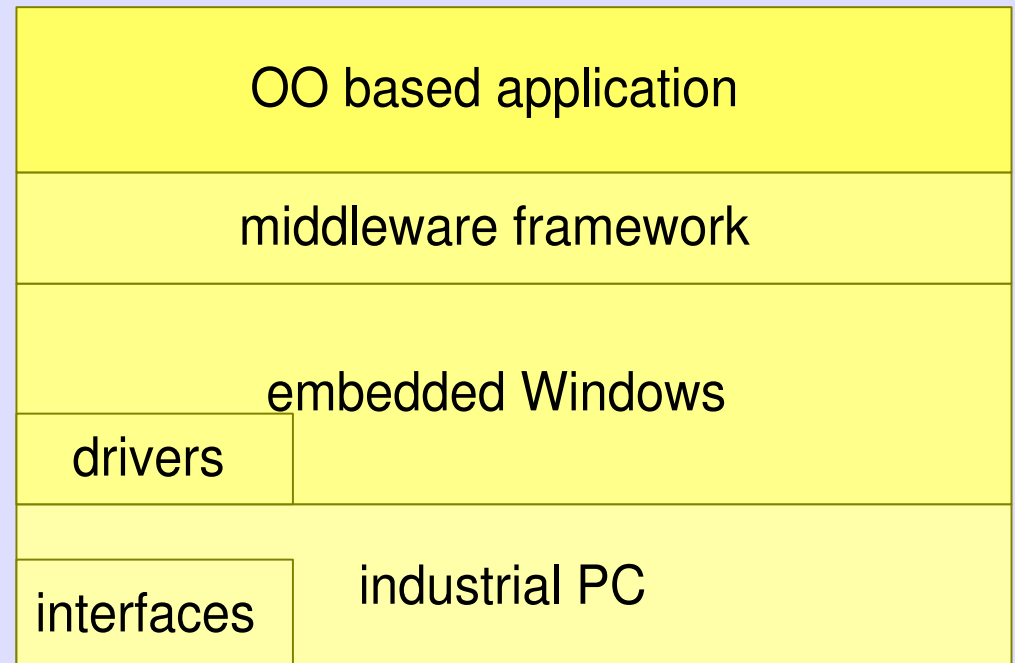 OO based application
middleware framework
embedded Windows
drivers
industrial PC
interfaces